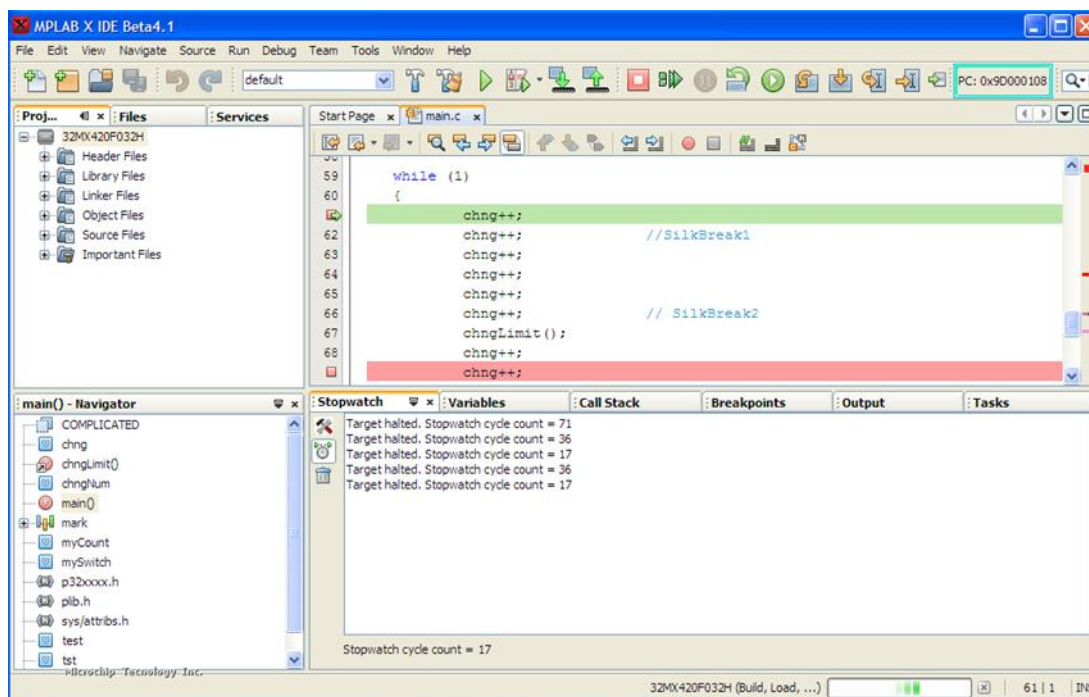 MPLAB X IDE Beta4.1
File Edit View Navigate Source Run Debug Team Tools Window Help
default
PC: 0x9D000108
Proj... Files Services
32MX420F032H
Header Files
Library Files
Linker Files
Object Files
Source Files
Important Files
Start Page main.c
59 while (1)
60 {
chng++;
62 chng++; //SilkBreak1
63 chng++;
64 chng++;
65 chng++;
66 chng++; // SilkBreak2
67 chngLimit();
68 chng++;
chng++;
main() - Navigator
COMPLICATED
chng
chngLimit()
chngNum
main()
mark
myCount
mySwitch
p32xxxx.h
plib.h
sys/attribs.h
test
tst
Microchip Tecnology Inc.
Stopwatch Variables Call Stack Breakpoints Output Tasks
Target halted. Stopwatch cycle count = 71
Target halted. Stopwatch cycle count = 36
Target halted. Stopwatch cycle count = 17
Target halted. Stopwatch cycle count = 36
Target halted. Stopwatch cycle count = 17
Stopwatch cycle count = 17
32MX420F032H (Build, Load, ...) 61 | 1